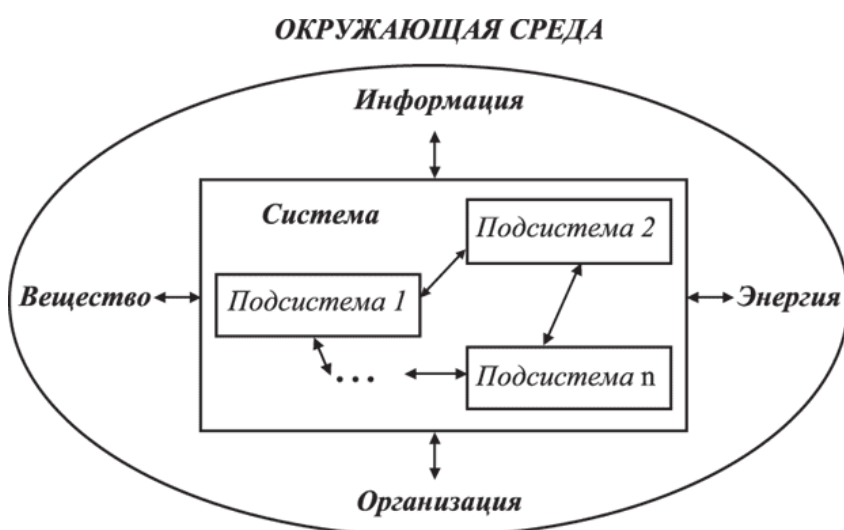 ОКРУЖАЮЩАЯ СРЕДА
Информация
Система
Подсистема 2
Вещество
Подсистема 1
Энергия
...
Подсистема n
Организация